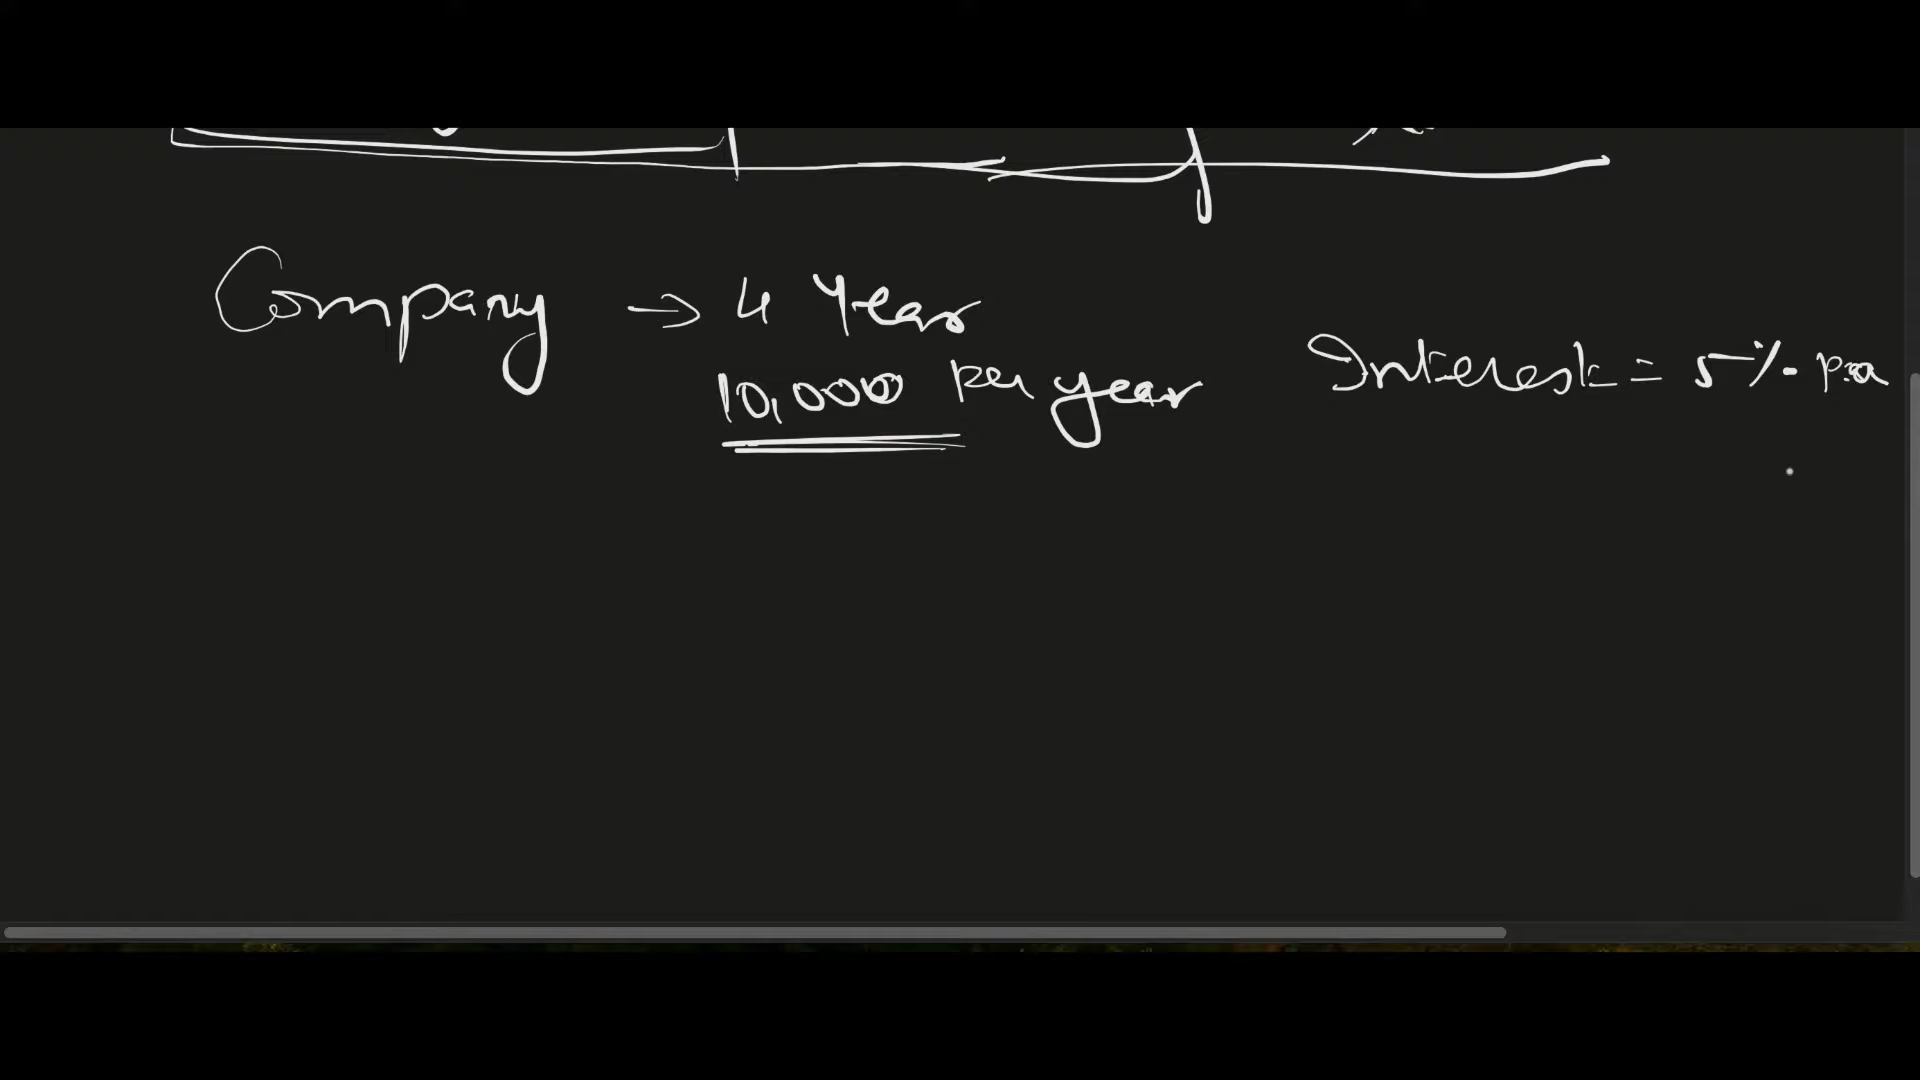 Company → 4 Year
10,000 per year
Interest = 5% p.a